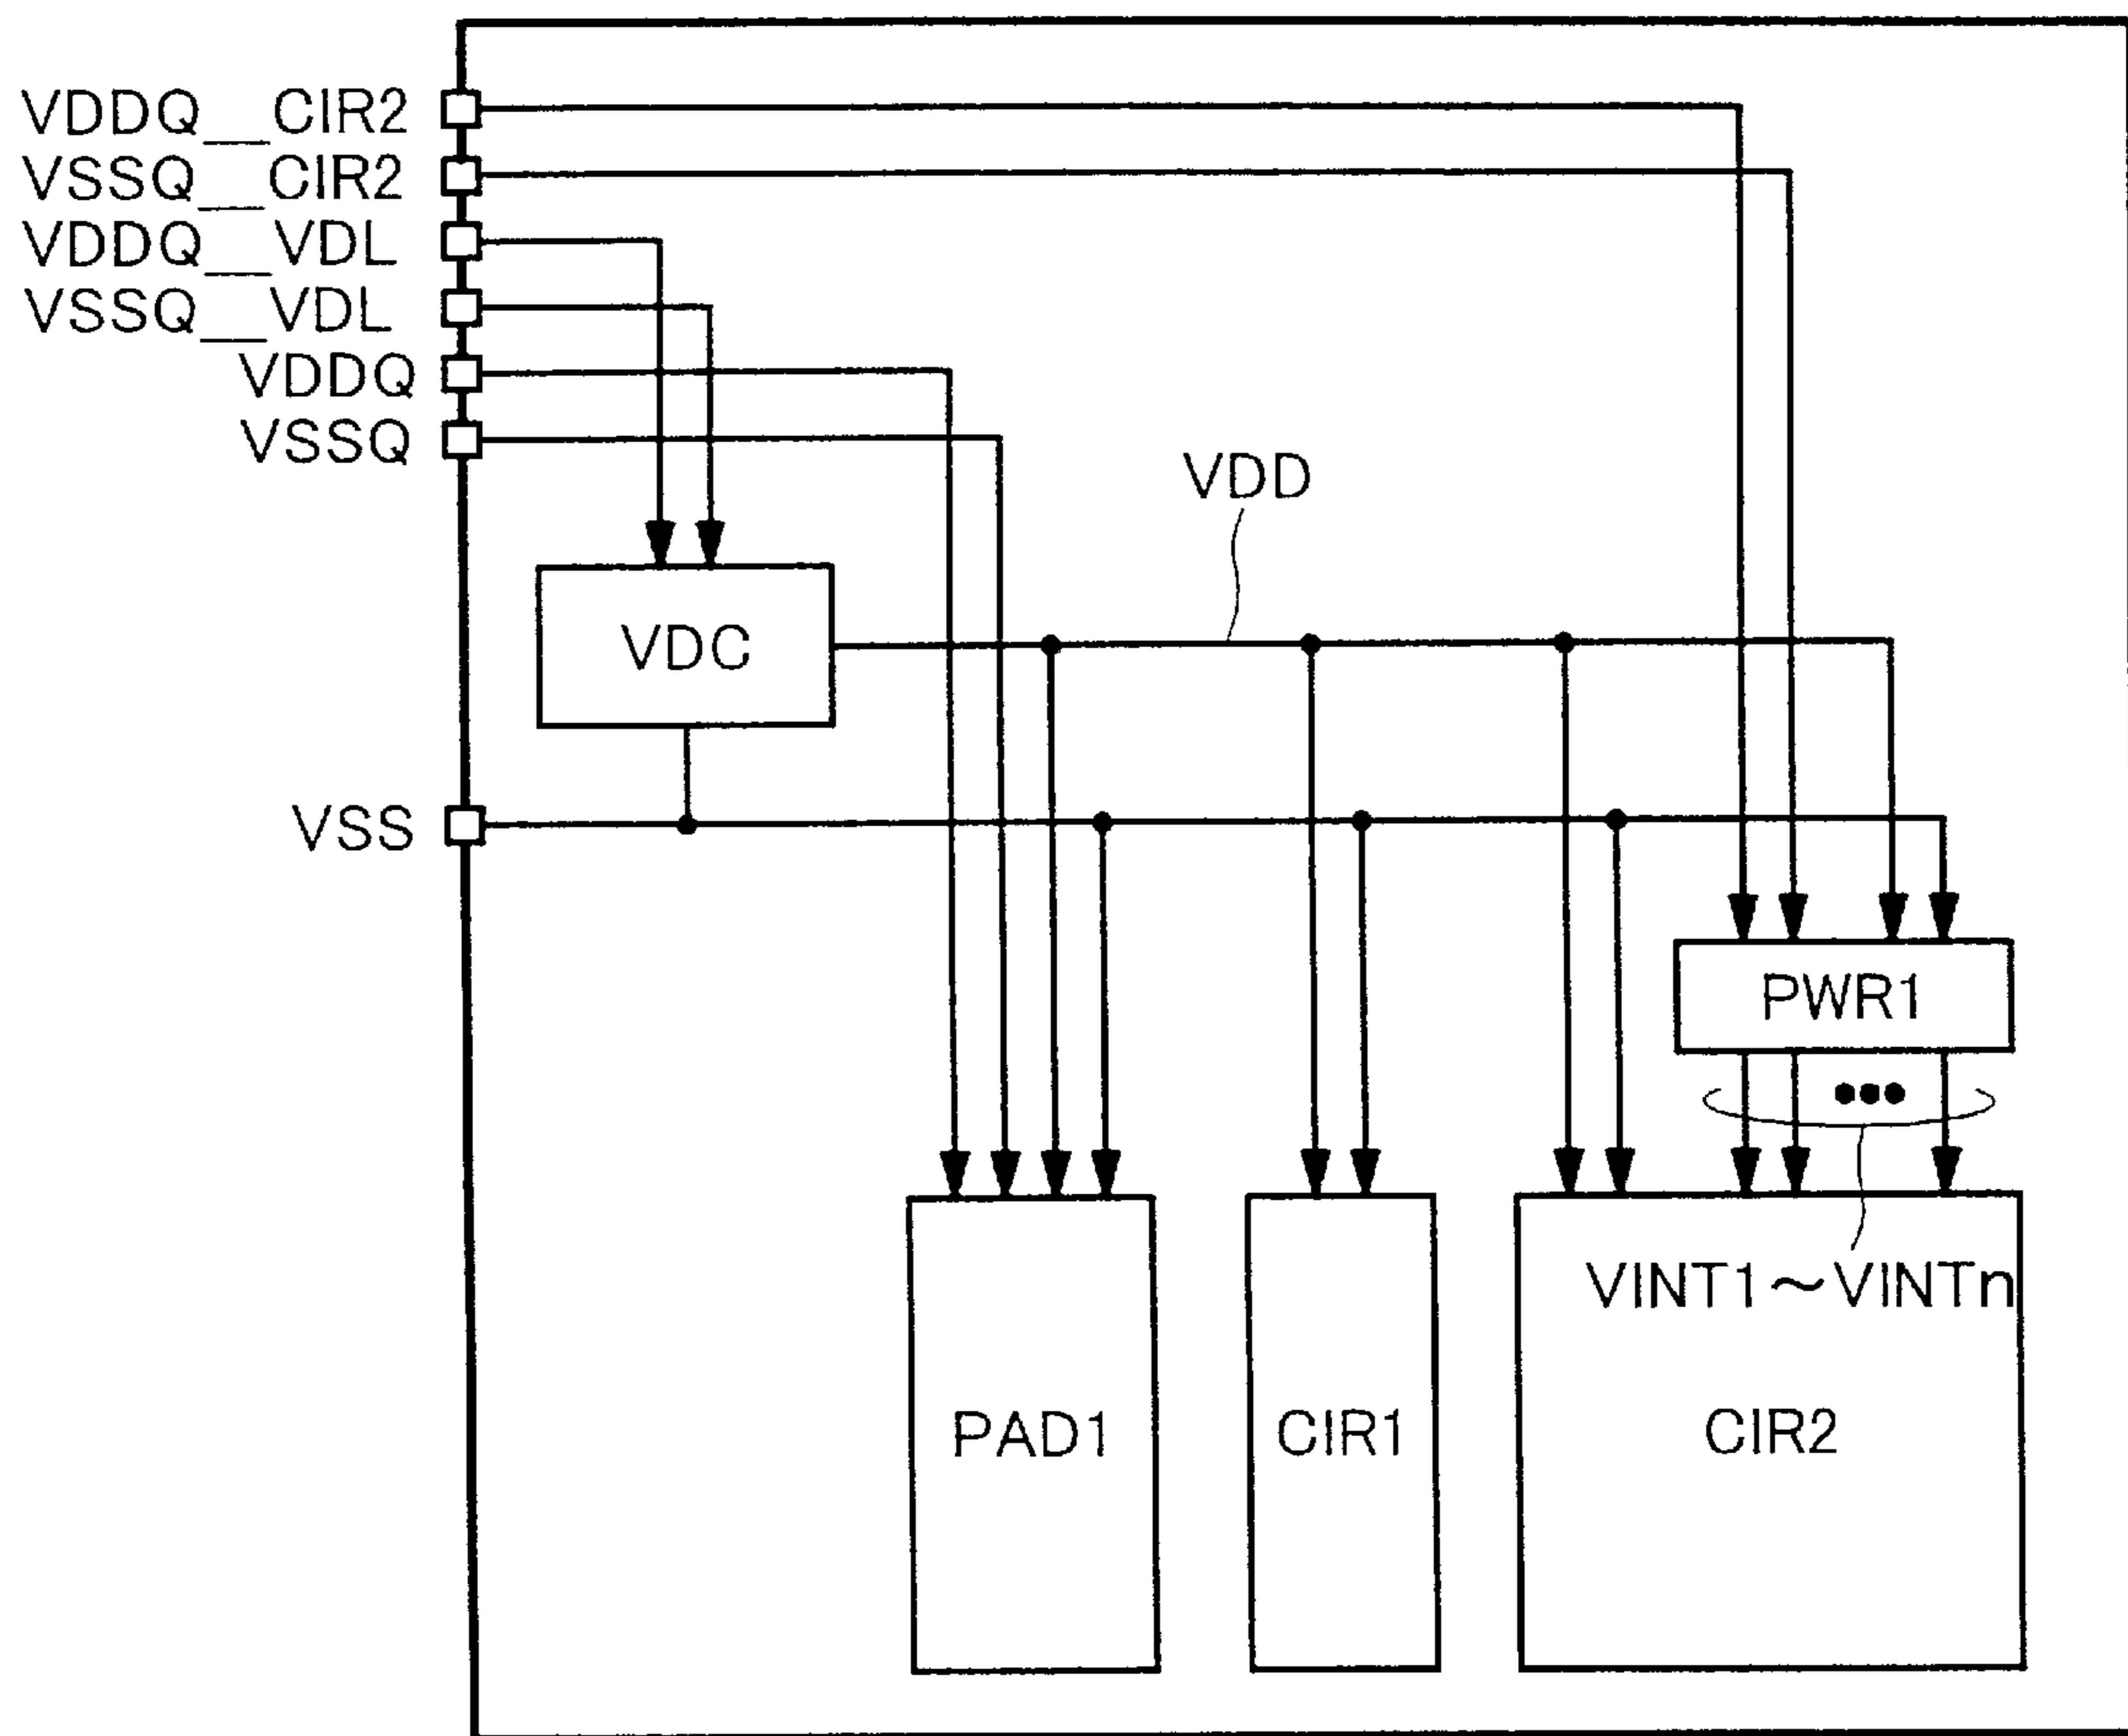 VDDQ__CIR2
VSSQ__CIR2
VDDQ__VDL
VSSQ__VDL
VDDQ
VSSQ
VDD
VDC
VSS
PWR1
VINT1~VINTn
PAD1
CIR1
CIR2